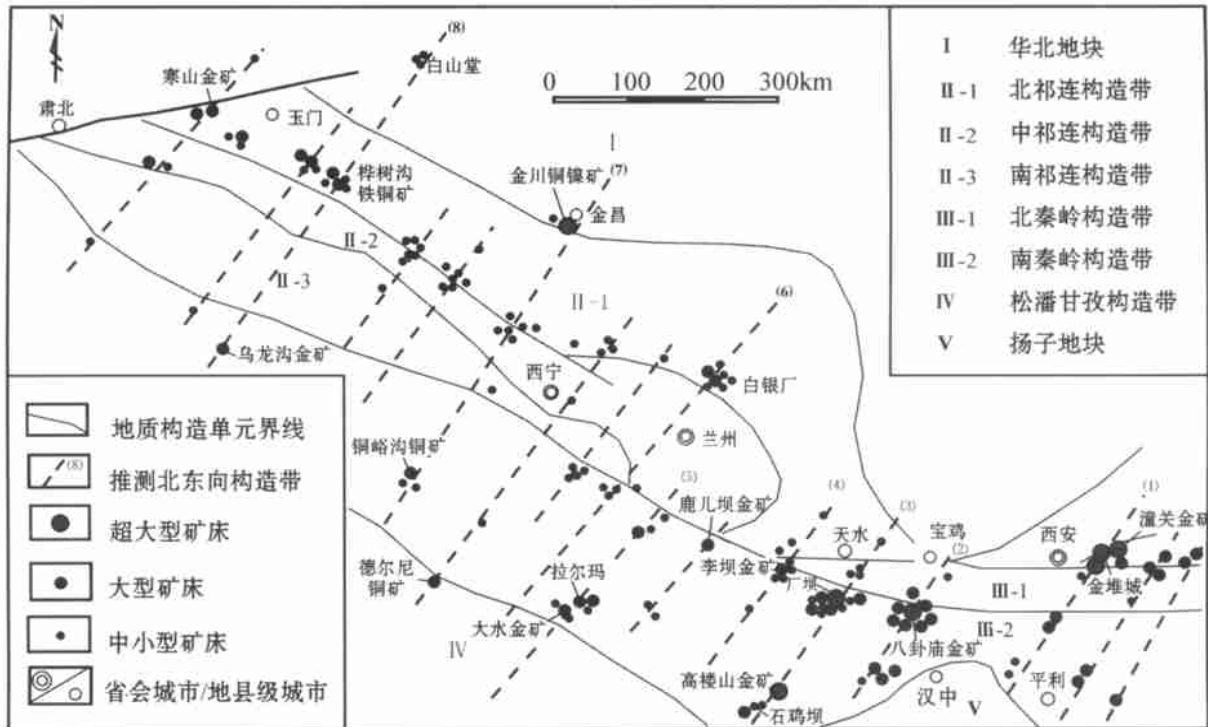 N
(8)
寒山金矿
白山堂
0 100 200 300km
肃北
玉门
I
桦树沟
铁铜矿
金川铜镍矿
(7)
金昌
II-2
II-3
II-1
(6)
乌龙沟金矿
西宁
白银厂
兰州
铜峪沟铜矿
(5)
鹿儿坝金矿
(4)
(3)
天水
宝鸡
(2)
西安
(1)
潼关金矿
李坝金矿
厂坝
金堆城
德尔尼
铜矿
拉尔玛
大水金矿
III-1
III-2
八卦庙金矿
IV
高楼山金矿
石鸡坝
汉中
V
平利
I 华北地块
II-1 北祁连构造带
II-2 中祁连构造带
II-3 南祁连构造带
III-1 北秦岭构造带
III-2 南秦岭构造带
IV 松潘甘孜构造带
V 扬子地块
地质构造单元界线
(8) 推测北东向构造带
超大型矿床
大型矿床
中小型矿床
省会城市/地县级城市